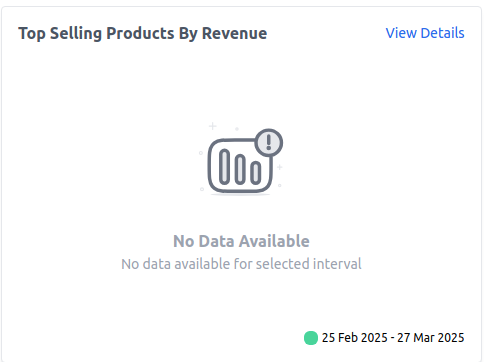 Top Selling Products By Revenue
View Details
No Data Available
No data available for selected interval
25 Feb 2025 - 27 Mar 2025